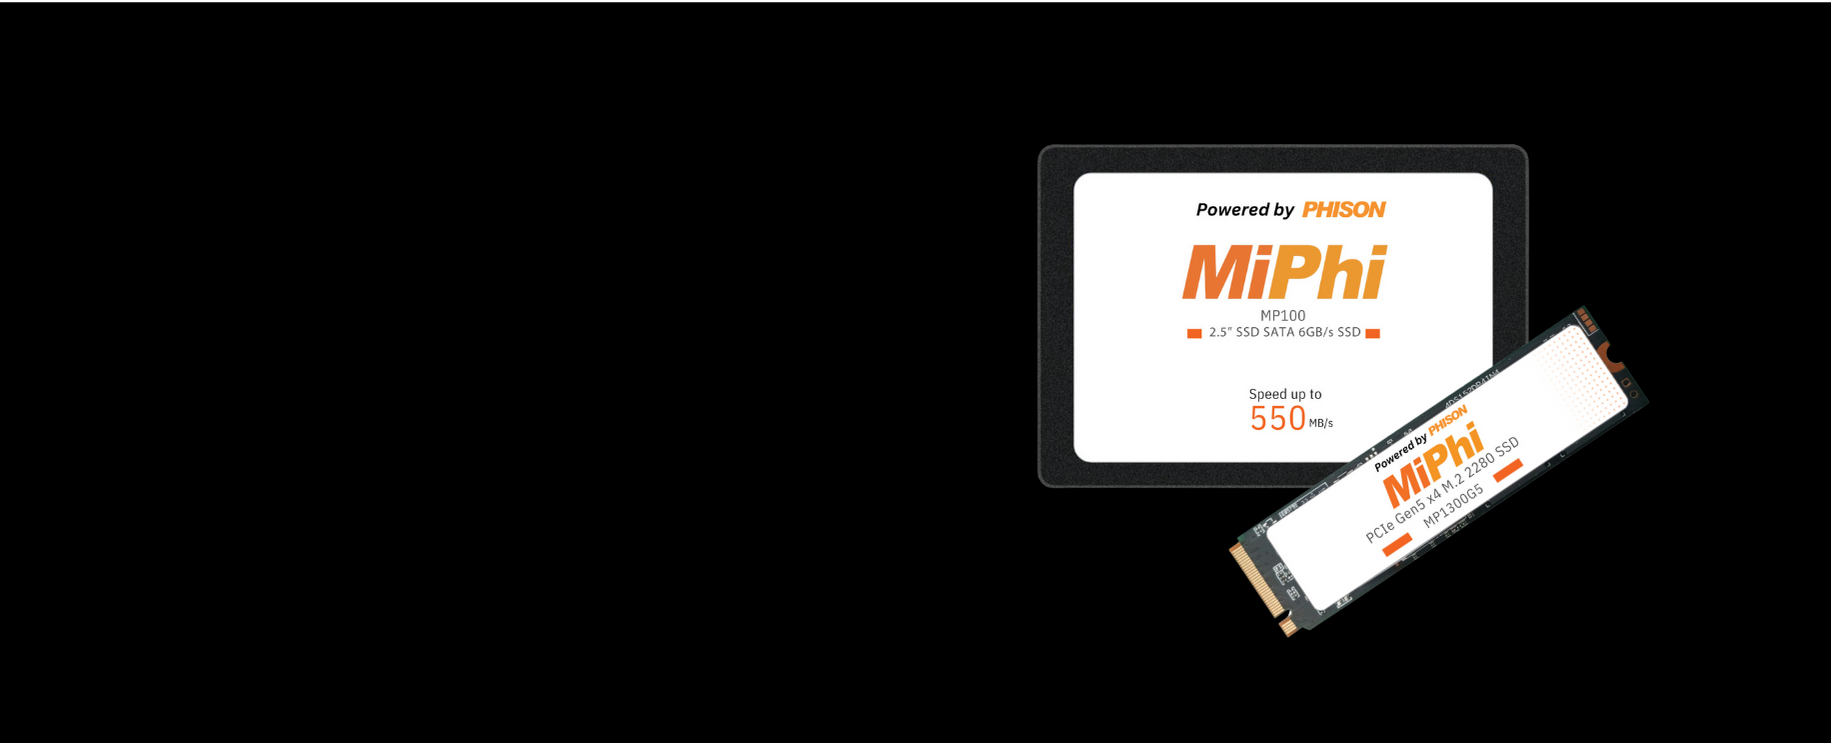 Powered by PHISON
MiPhi
MP100
2.5" SSD SATA 6GB/s SSD
Speed up to
550 MB/s
Powered by PHISON
MiPhi
PCIe Gen5 x4 M.2 2280 SSD
MP1300G5